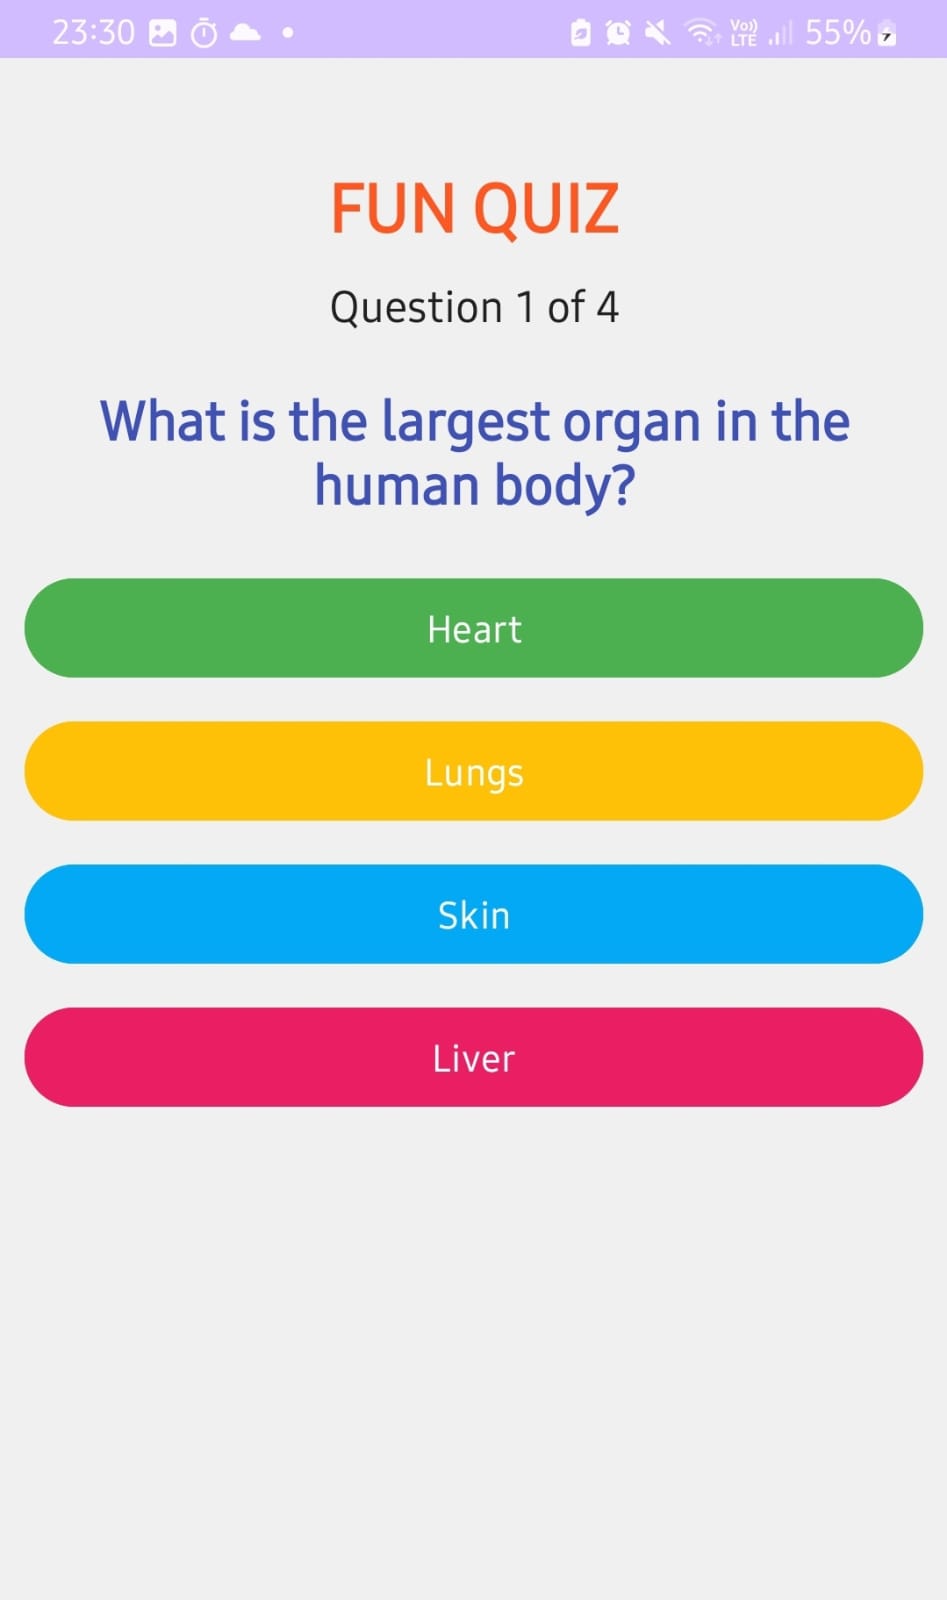 23:30 Vo)) LTE 55%
FUN QUIZ
Question 1 of 4
What is the largest organ in the
human body?
Heart
Lungs
Skin
Liver